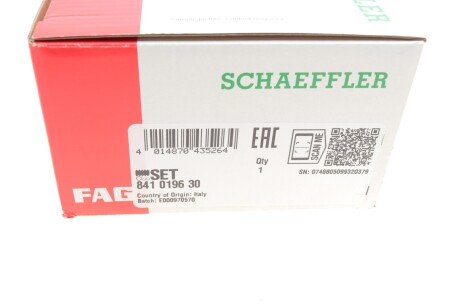 SCHAEFFLER
FAG
4 014870 435264
EAC
SCAN ME
Qty
1
SET
841 0196 30
SN: 0748805099320379
Country of Origin: Italy
Batch: E000970570